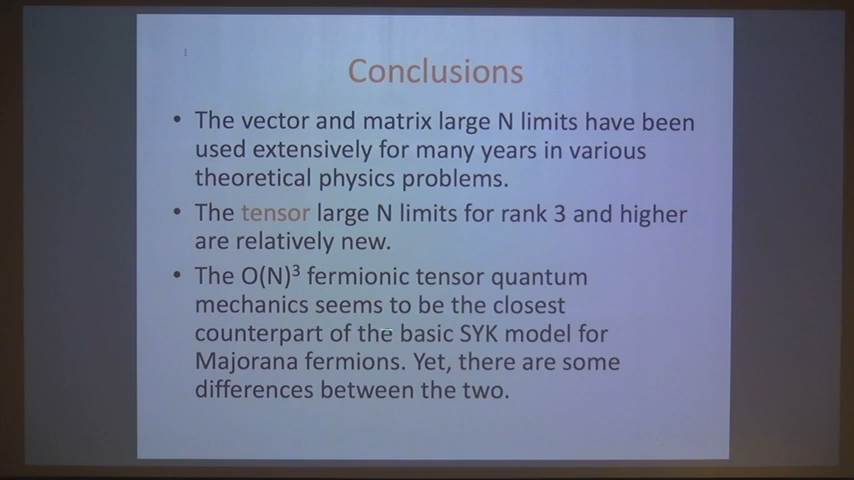 Conclusions
• The vector and matrix large N limits have been
used extensively for many years in various
theoretical physics problems.
• The tensor large N limits for rank 3 and higher
are relatively new.
• The O(N)³ fermionic tensor quantum
mechanics seems to be the closest
counterpart of the basic SYK model for
Majorana fermions. Yet, there are some
differences between the two.